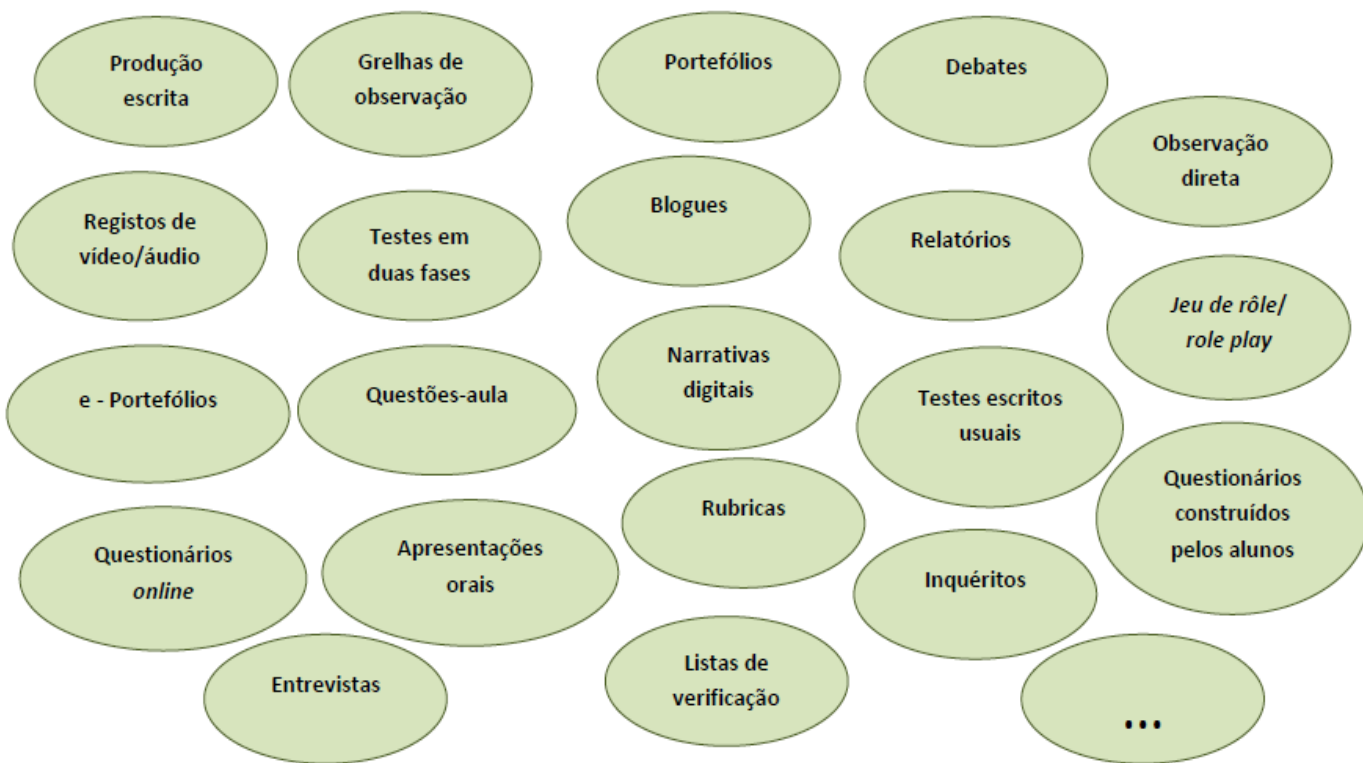 Produção
escrita
Grelhas de
observação
Portefólios
Debates
Observação
direta
Registos de
vídeo/áudio
Testes em
duas fases
Blogues
Relatórios
Jeu de rôle/
role play
e - Portefólios
Questões-aula
Narrativas
digitais
Testes escritos
usuais
Questionários
construídos
pelos alunos
Rubricas
Questionários
online
Apresentações
orais
Inquéritos
Entrevistas
Listas de
verificação
...